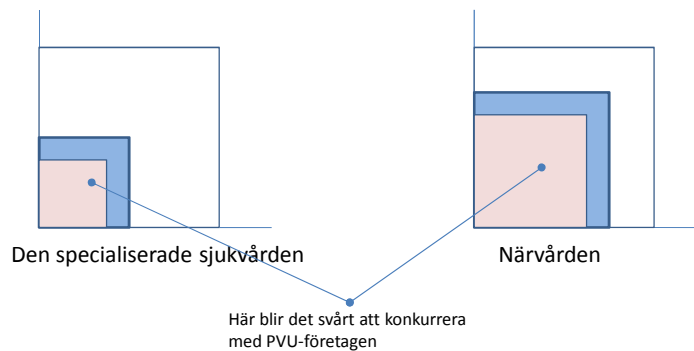 Den specialiserade sjukvården
Närvården
Här blir det svårt att konkurrera
med PVU-företagen